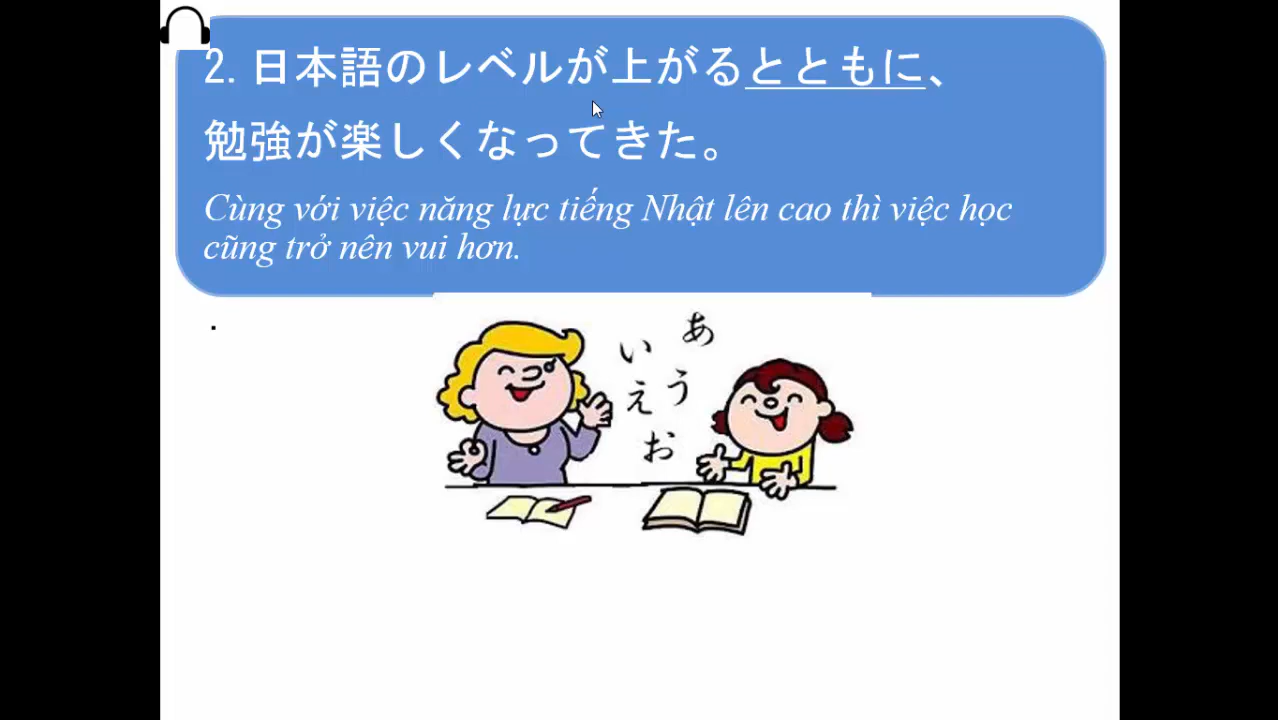 2. 日本語のレベルが上がるとともに、
勉強が楽しくなってきた。
Cùng với việc năng lực tiếng Nhật lên cao thì việc học
cũng trở nên vui hơn.
.
あ
い
う
え
お